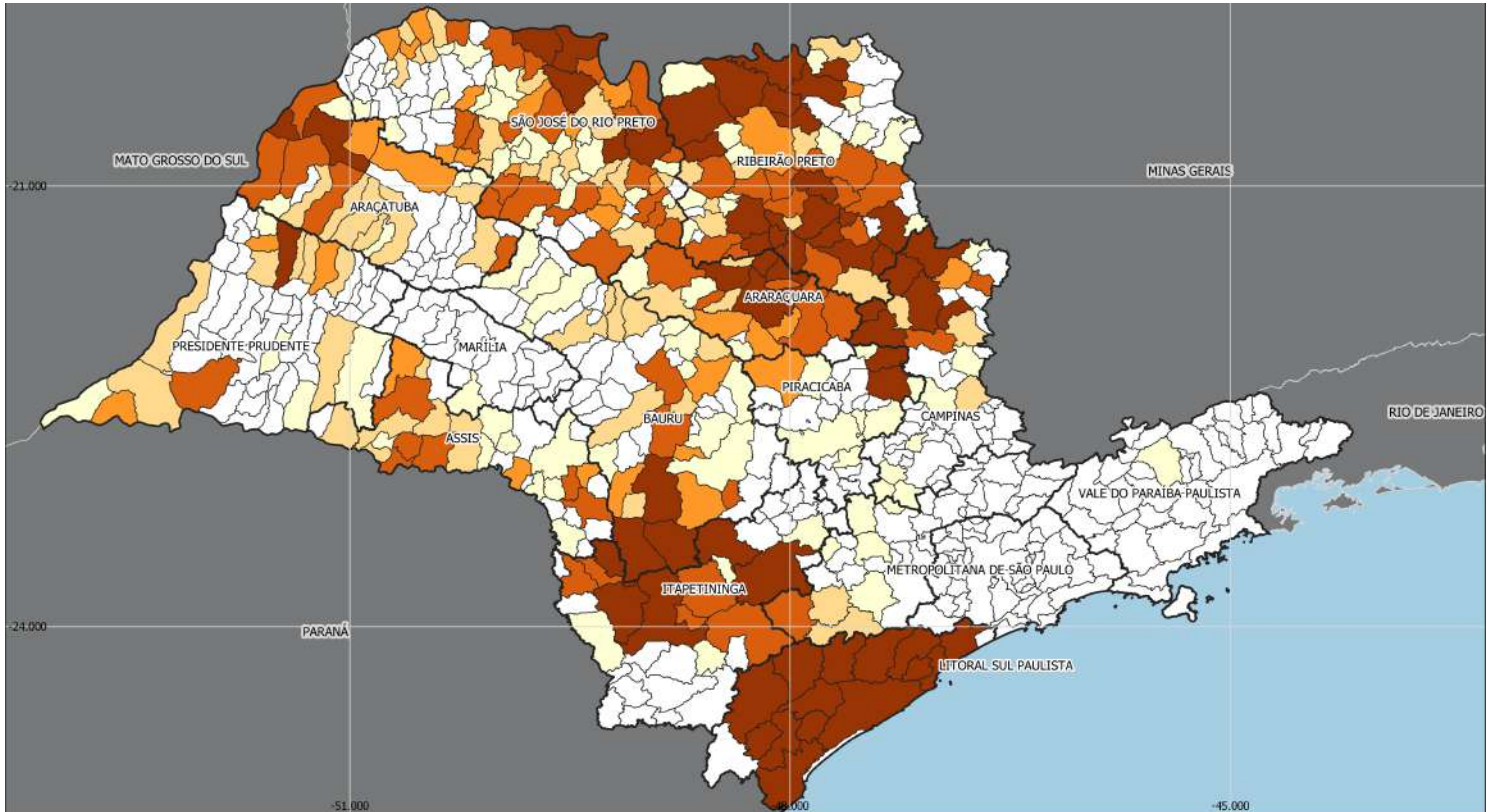 SÃO JOSÉ DO RIO PRETO
MATO GROSSO DO SUL
RIBEIRÃO PRETO
MINAS GERAIS
-21.000
ARAÇATUBA
ARARAQUARA
PRESIDENTE PRUDENTE
MARÍLIA
PIRACICABA
RIO DE JANEIRO
BAURU
CAMPINAS
ASSIS
VALE DO PARAÍBA PAULISTA
METROPOLITANA DE SÃO PAULO
ITAPETININGA
-24.000
PARANÁ
LITORAL SUL PAULISTA
-51.000
-45.000